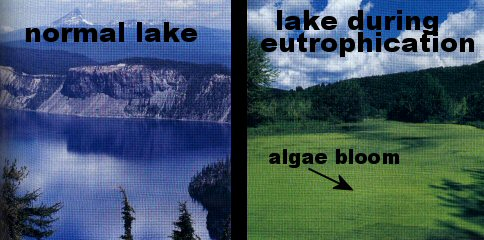 normal lake
lake during
eutrophication
algae bloom